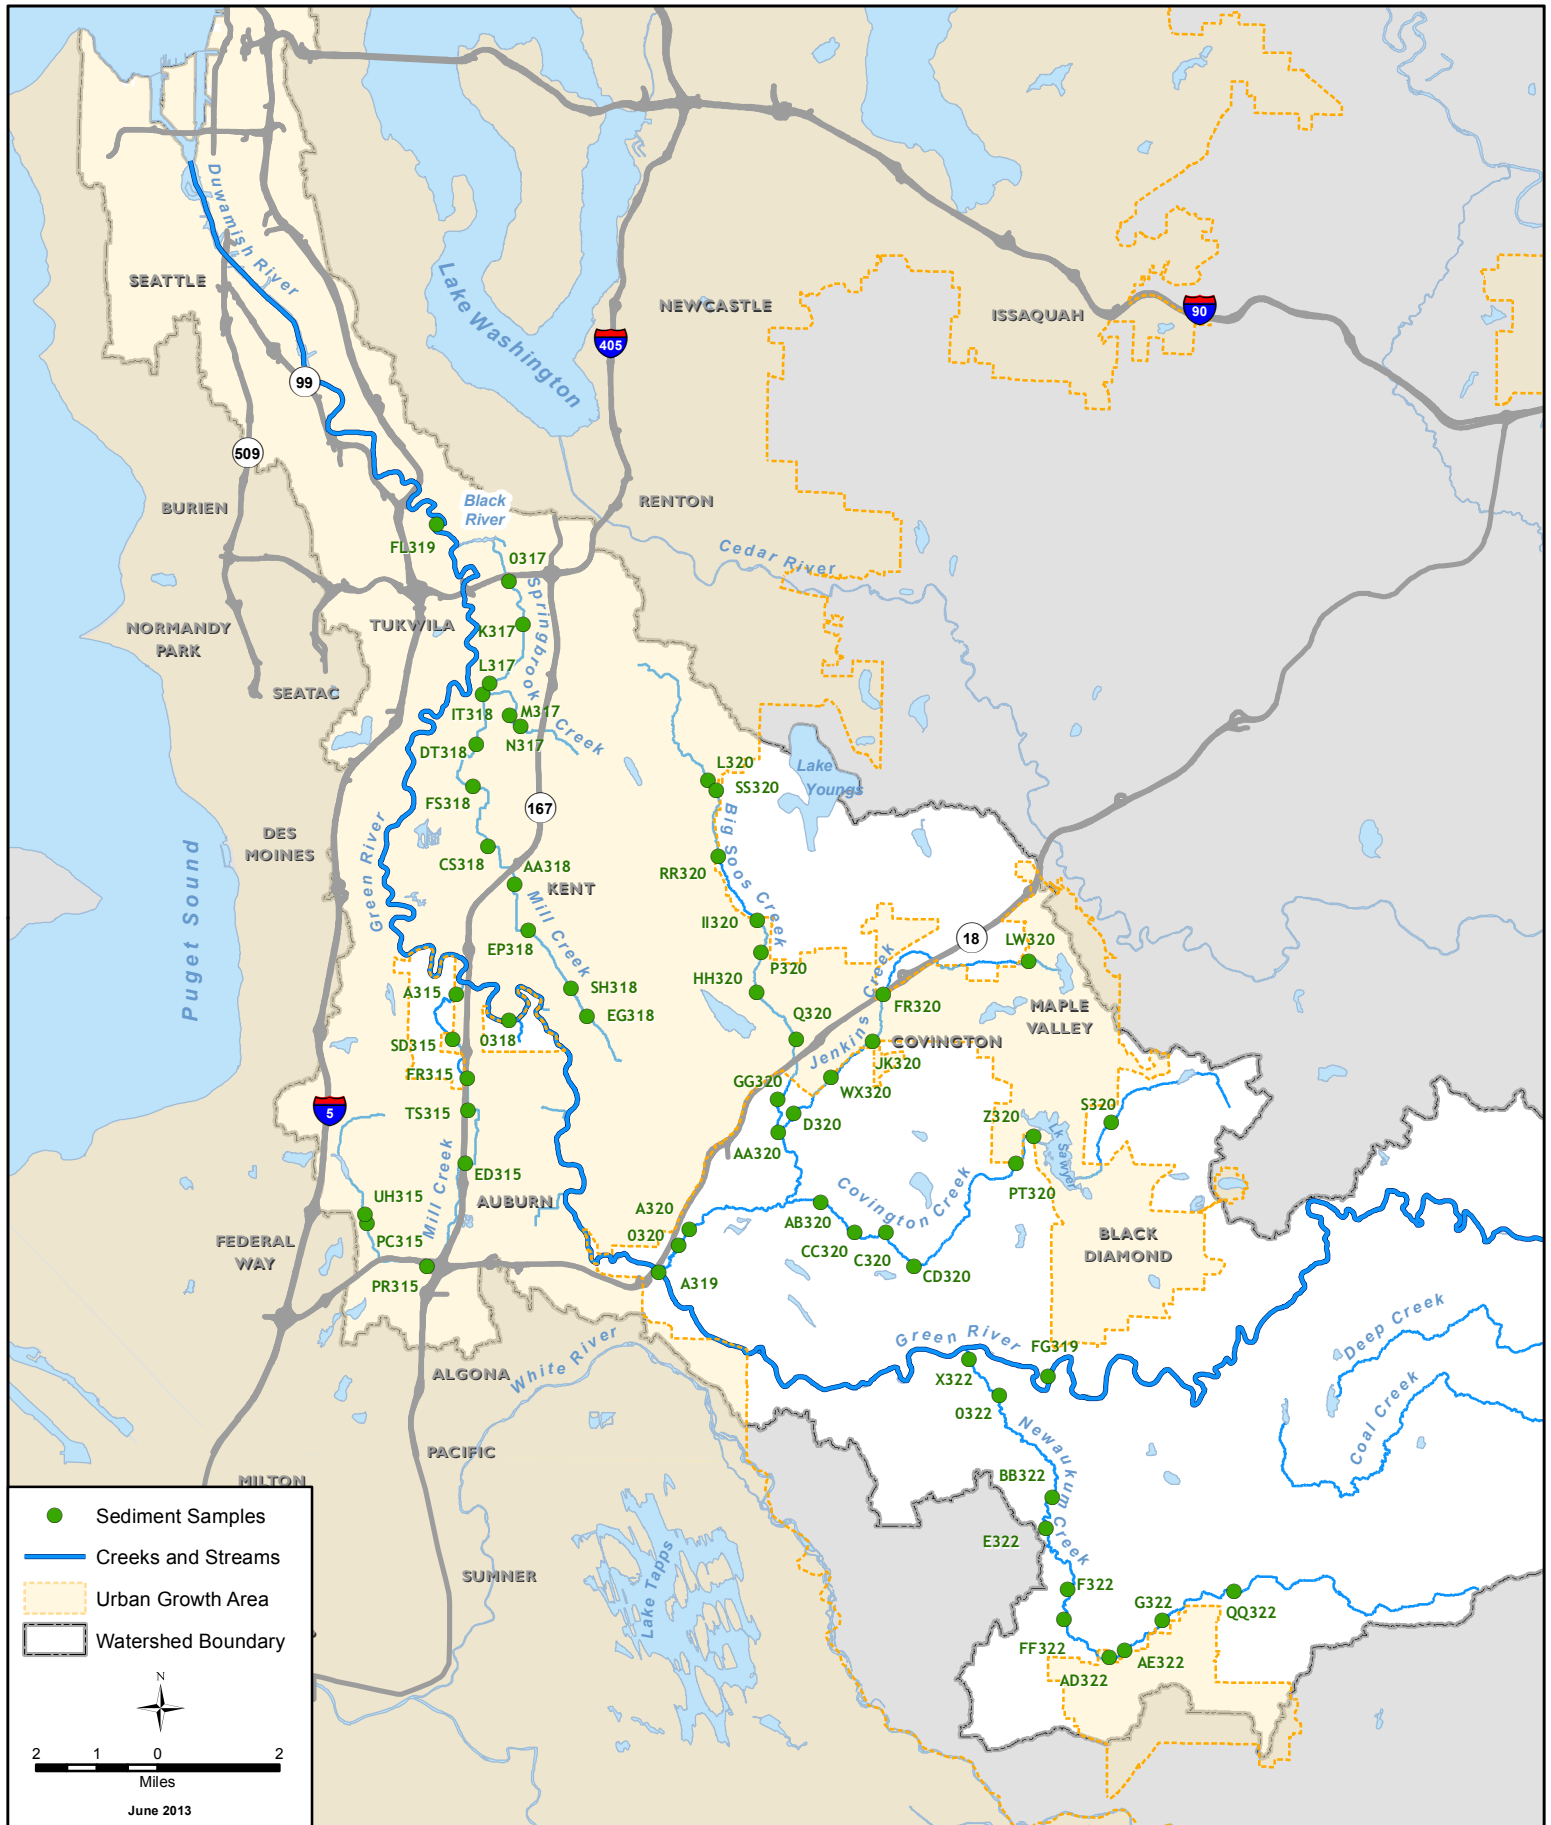 Duwamish River
SEATTLE
Lake Washington
NEWCASTLE
ISSAQUAH
90
405
99
509
BURIEN
Black
River
RENTON
FL319
Cedar River
0317
Springbrook Creek
TUKWILA
K317
NORMANDY
PARK
L317
SEATAC
IT318
M317
N317
DT318
L320
SS320
Lake
Youngs
FS318
167
Big Soos Creek
DES
MOINES
Green River
CS318
AA318
KENT
RR320
Puget Sound
Mill Creek
II320
18
LW320
EP318
P320
Jenkins Creek
HH320
SH318
A315
FR320
MAPLE
VALLEY
EG318
Q320
SD315
0318
COVINGTON
JK320
FR315
GG320
WX320
5
TS315
D320
Z320
S320
Lk Sawyer
AA320
Mill Creek
ED315
PT320
Covington Creek
UH315
AUBURN
A320
AB320
FEDERAL
WAY
PC315
0320
CC320
C320
BLACK
DIAMOND
PR315
A319
CD320
Deep Creek
White River
Green River
FG319
ALGONA
X322
Coal Creek
0322
Newaukum Creek
PACIFIC
BB322
MILTON
E322
Lake Tapps
SUMNER
F322
G322
QQ322
FF322
AE322
AD322
Sediment Samples
Creeks and Streams
Urban Growth Area
Watershed Boundary
N
2 1 0 2
Miles
June 2013